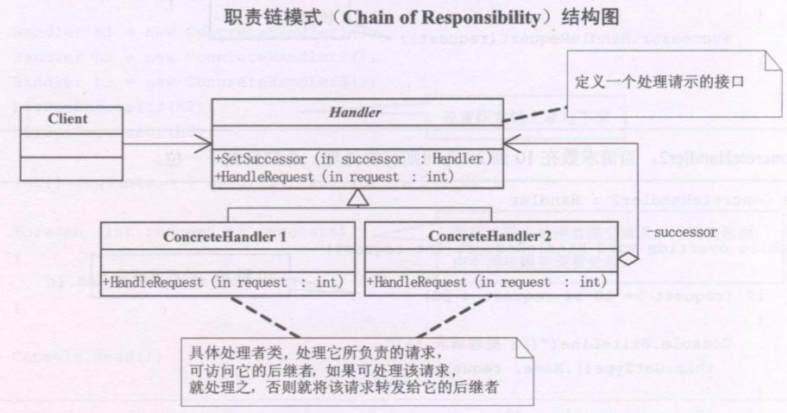 职责链模式（Chain of Responsibility）结构图
定义一个处理请示的接口
Client
Handler
+SetSuccessor (in successor : Handler)
+HandleRequest (in request : int)
ConcreteHandler 1
+HandleRequest (in request : int)
ConcreteHandler 2
+HandleRequest (in request : int)
-successor
具体处理者类，处理它所负责的请求，
可访问它的后继者，如果可处理该请求，
就处理之，否则就将该请求转发给它的后继者